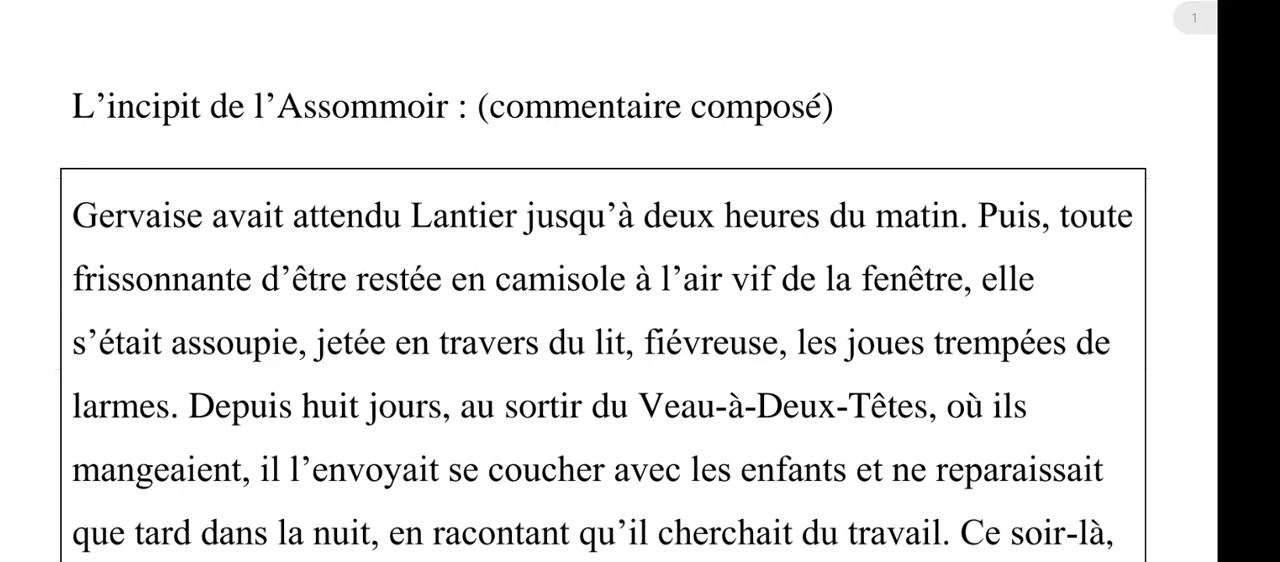 1
L’incipit de l’Assommoir : (commentaire composé)
Gervaise avait attendu Lantier jusqu’à deux heures du matin. Puis, toute
frissonnante d’être restée en camisole à l’air vif de la fenêtre, elle
s’était assoupie, jetée en travers du lit, fiévreuse, les joues trempées de
larmes. Depuis huit jours, au sortir du Veau-à-Deux-Têtes, où ils
mangeaient, il l’envoyait se coucher avec les enfants et ne reparaissait
que tard dans la nuit, en racontant qu’il cherchait du travail. Ce soir-là,